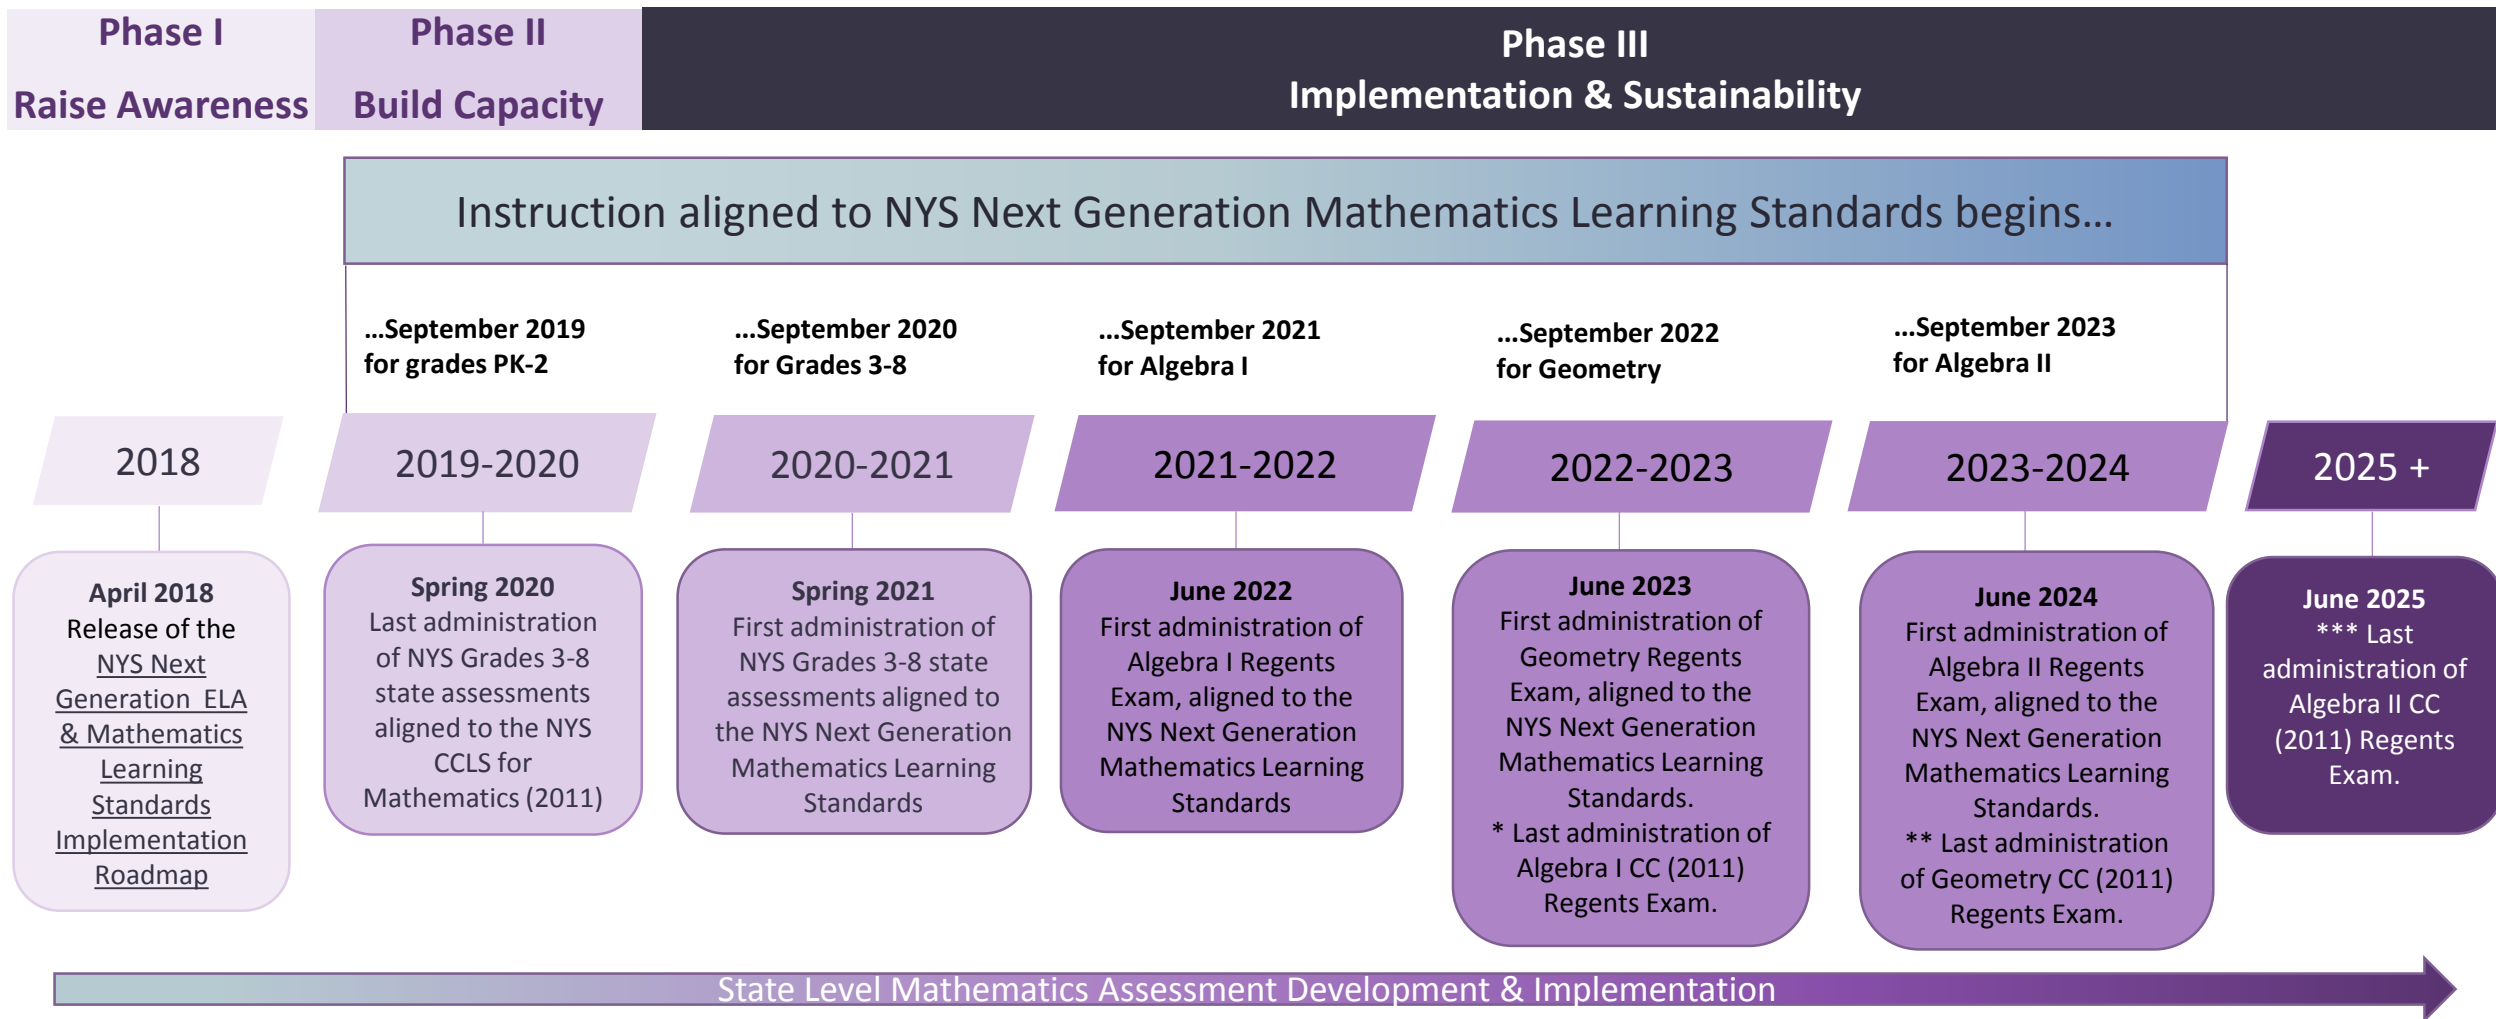 Phase I
Raise Awareness
Phase II
Build Capacity
Phase III
Implementation & Sustainability
Instruction aligned to NYS Next Generation Mathematics Learning Standards begins...
...September 2019
for grades PK-2
...September 2020
for Grades 3-8
...September 2021
for Algebra I
...September 2022
for Geometry
...September 2023
for Algebra II
2018
2019-2020
2020-2021
2021-2022
2022-2023
2023-2024
2025 +
April 2018
Release of the
NYS Next
Generation ELA
& Mathematics
Learning
Standards
Implementation
Roadmap
Spring 2020
Last administration
of NYS Grades 3-8
state assessments
aligned to the NYS
CCLS for
Mathematics (2011)
Spring 2021
First administration of
NYS Grades 3-8 state
assessments aligned to
the NYS Next Generation
Mathematics Learning
Standards
June 2022
First administration of
Algebra I Regents
Exam, aligned to the
NYS Next Generation
Mathematics Learning
Standards
June 2023
First administration of
Geometry Regents
Exam, aligned to the
NYS Next Generation
Mathematics Learning
Standards.
* Last administration of
Algebra I CC (2011)
Regents Exam.
June 2024
First administration of
Algebra II Regents
Exam, aligned to the
NYS Next Generation
Mathematics Learning
Standards.
** Last administration
of Geometry CC (2011)
Regents Exam.
June 2025
*** Last
administration of
Algebra II CC
(2011) Regents
Exam.
State Level Mathematics Assessment Development & Implementation